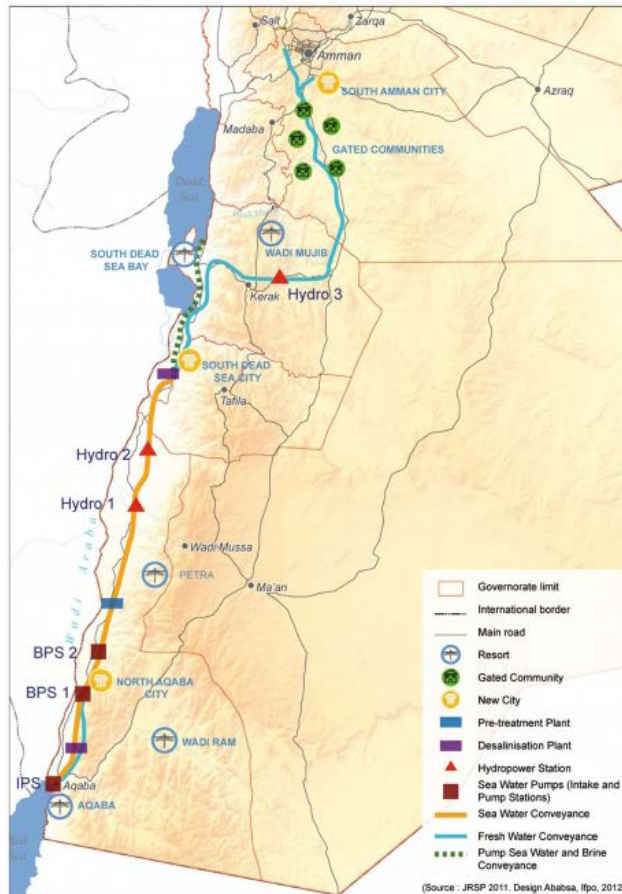 Salt
Zarqa
Amman
SOUTH AMMAN CITY
Azraq
Madaba
GATED COMMUNITIES
Dead
Sea
SOUTH DEAD
SEA BAY
WADI MUJIB
Kerak
Hydro 3
SOUTH DEAD
SEA CITY
Tafila
Hydro 2
Hydro 1
Wadi Araba
Wadi-Mussa
PETRA
Ma'an
BPS 2
NORTH AQABA
CITY
BPS 1
WADI RAM
IPS
Aqaba
AQABA
Red
Sea
Governorate limit
International border
Main road
Resort
Gated Community
New City
Pre-treatment Plant
Desalinisation Plant
Hydropower Station
Sea Water Pumps (Intake and
Pump Stations)
Sea Water Conveyance
Fresh Water Conveyance
Pump Sea Water and Brine
Conveyance
(Source : JRSP 2011. Design Ababsa, Ifpo, 2012